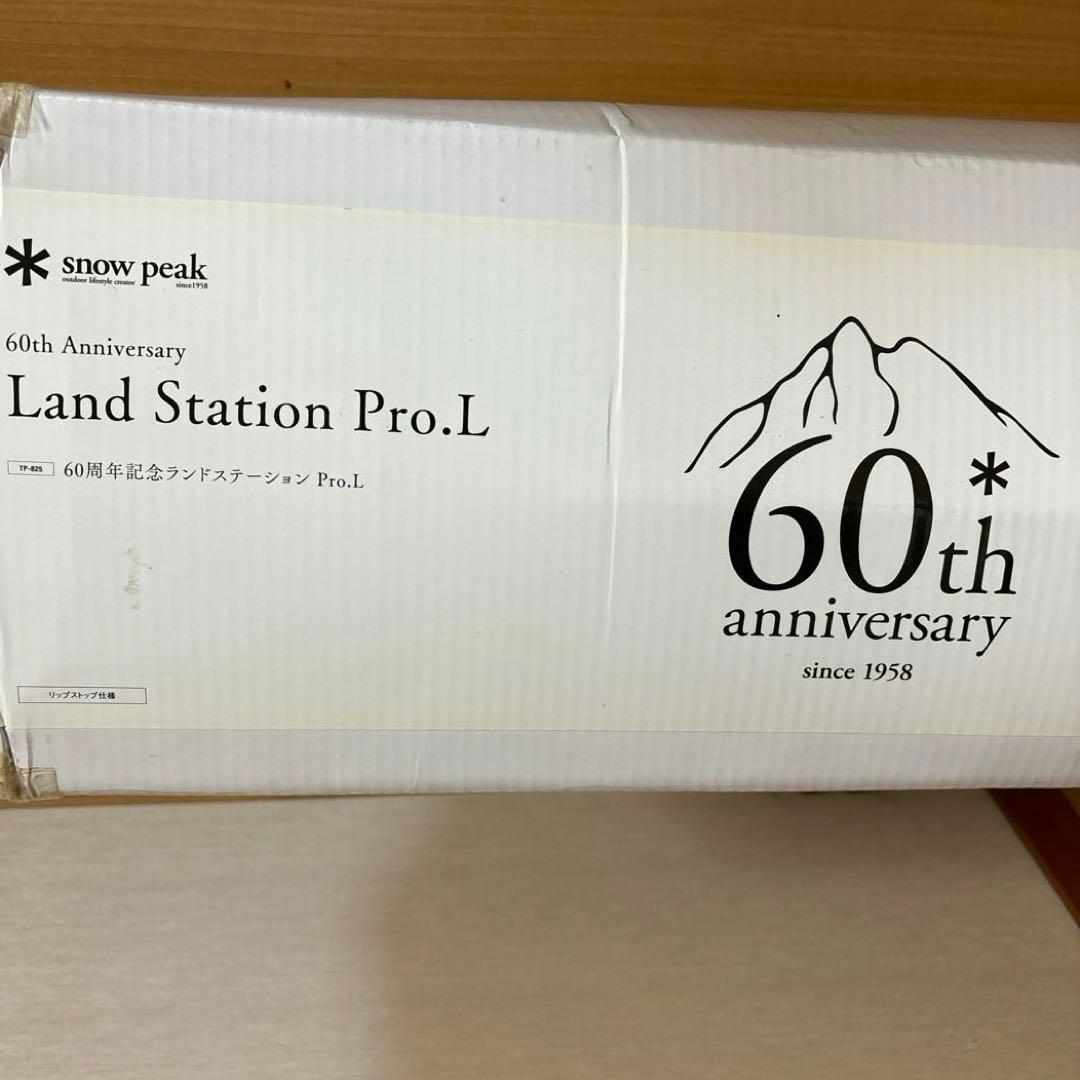 snow peak
outdoor lifestyle creator
since1958
60th Anniversary
Land Station Pro.L
TP-825 60周年記念ランドステーション Pro.L
リップストップ仕様
60th
anniversary
since 1958